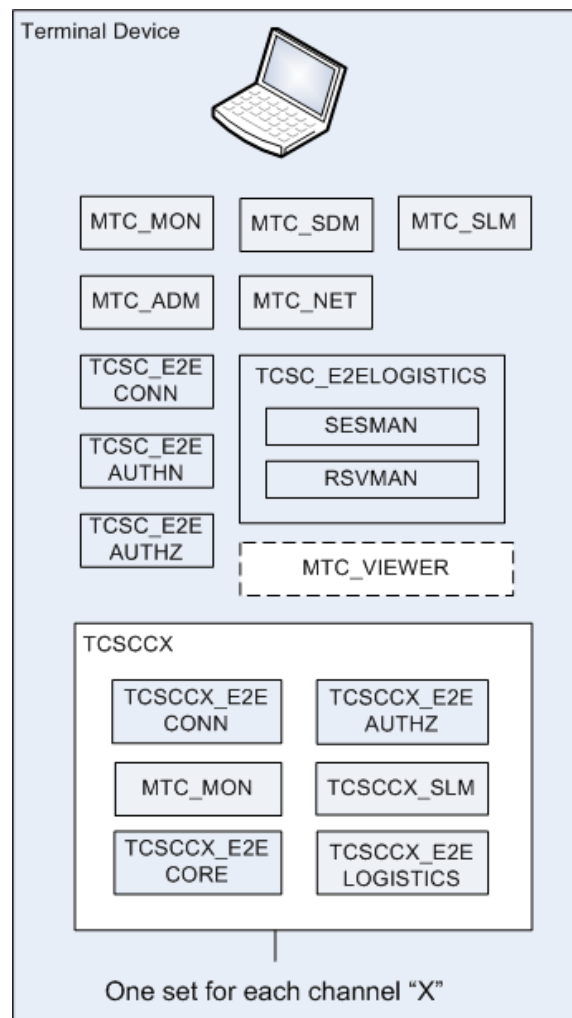 Terminal Device
MTC_MON
MTC_SDM
MTC_SLM
MTC_ADM
MTC_NET
TCSC_E2E
CONN
TCSC_E2ELOGISTICS
SESMAN
RSVMAN
TCSC_E2E
AUTHN
TCSC_E2E
AUTHZ
MTC_VIEWER
TCSCCX
TCSCCX_E2E
CONN
TCSCCX_E2E
AUTHZ
MTC_MON
TCSCCX_SLM
TCSCCX_E2E
CORE
TCSCCX_E2E
LOGISTICS
One set for each channel “X”